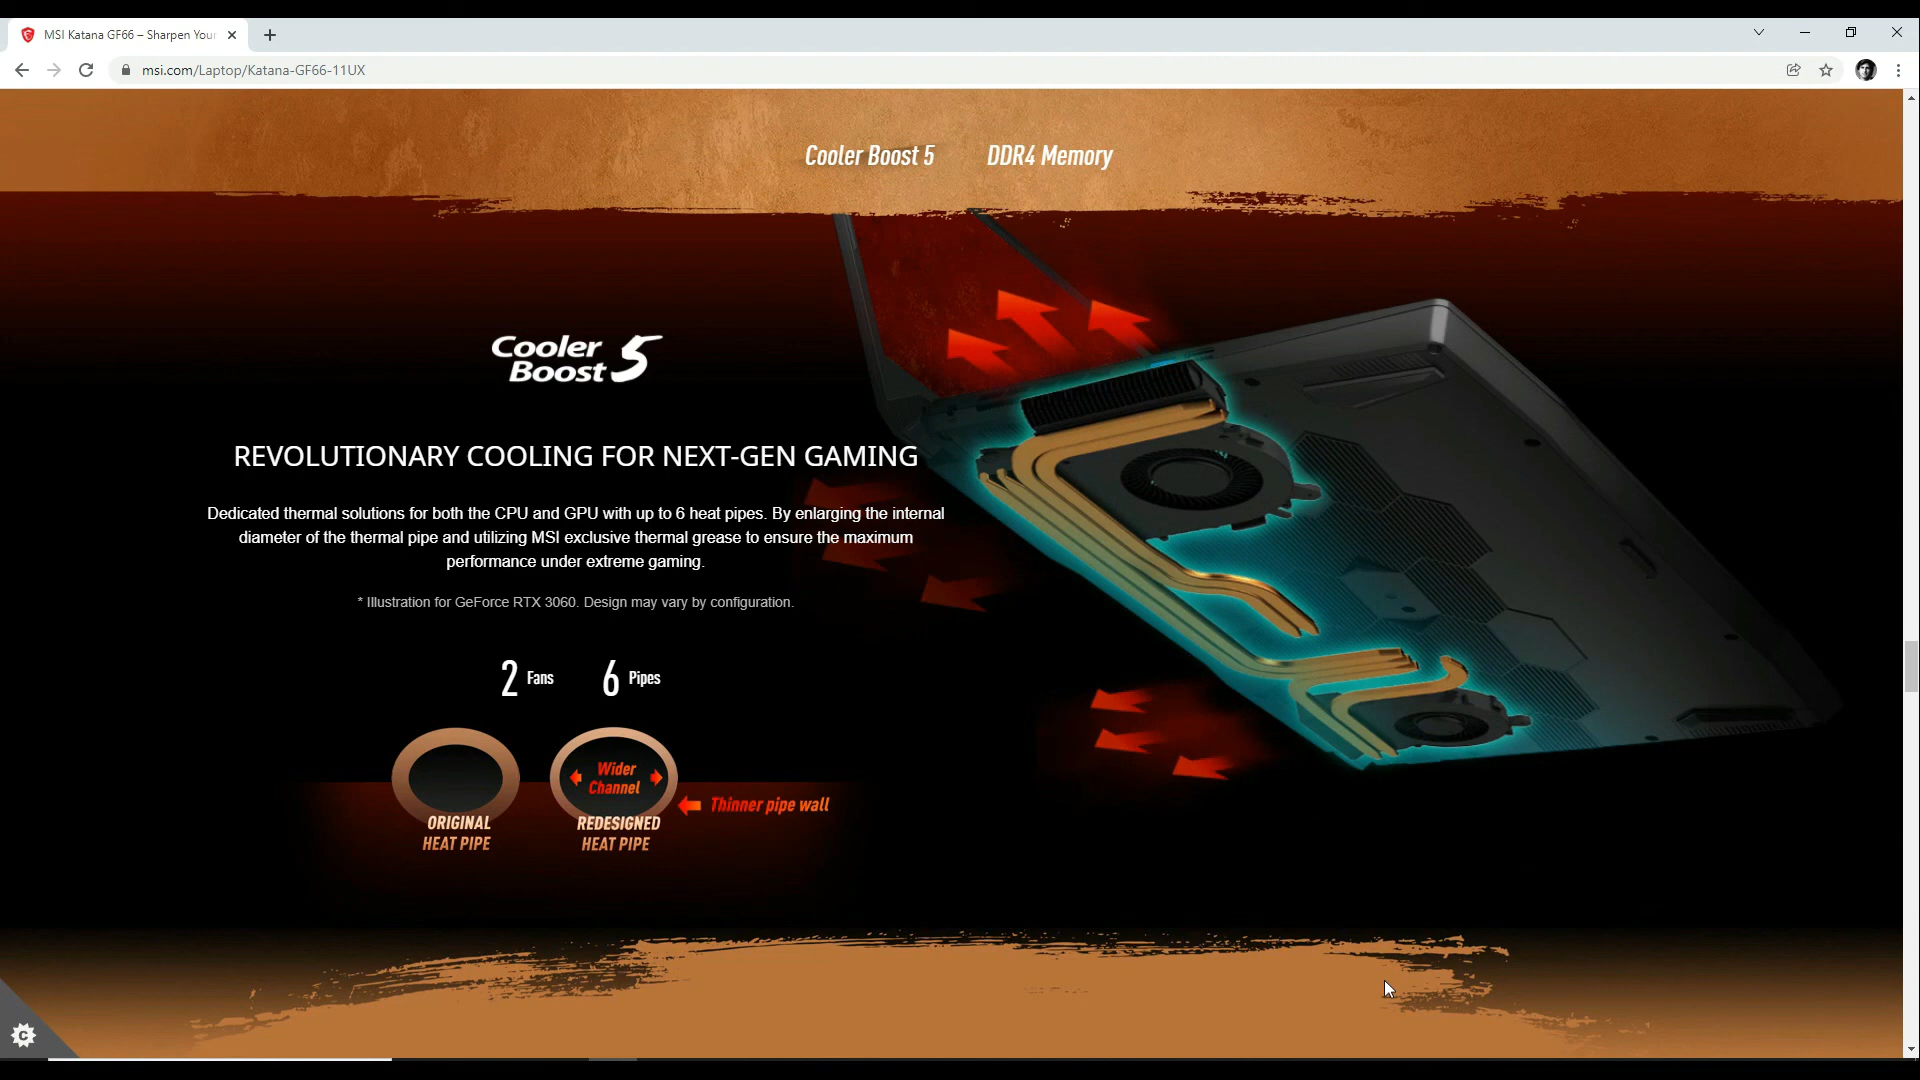 MSI Katana GF66 – Sharpen Your
msi.com/Laptop/Katana-GF66-11UX
Cooler Boost 5 DDR4 Memory
Cooler
Boost 5
REVOLUTIONARY COOLING FOR NEXT-GEN GAMING
Dedicated thermal solutions for both the CPU and GPU with up to 6 heat pipes. By enlarging the internal
diameter of the thermal pipe and utilizing MSI exclusive thermal grease to ensure the maximum
performance under extreme gaming.
* Illustration for GeForce RTX 3060. Design may vary by configuration.
2 Fans 6 Pipes
Wider
Channel
Thinner pipe wall
ORIGINAL
HEAT PIPE
REDESIGNED
HEAT PIPE
C